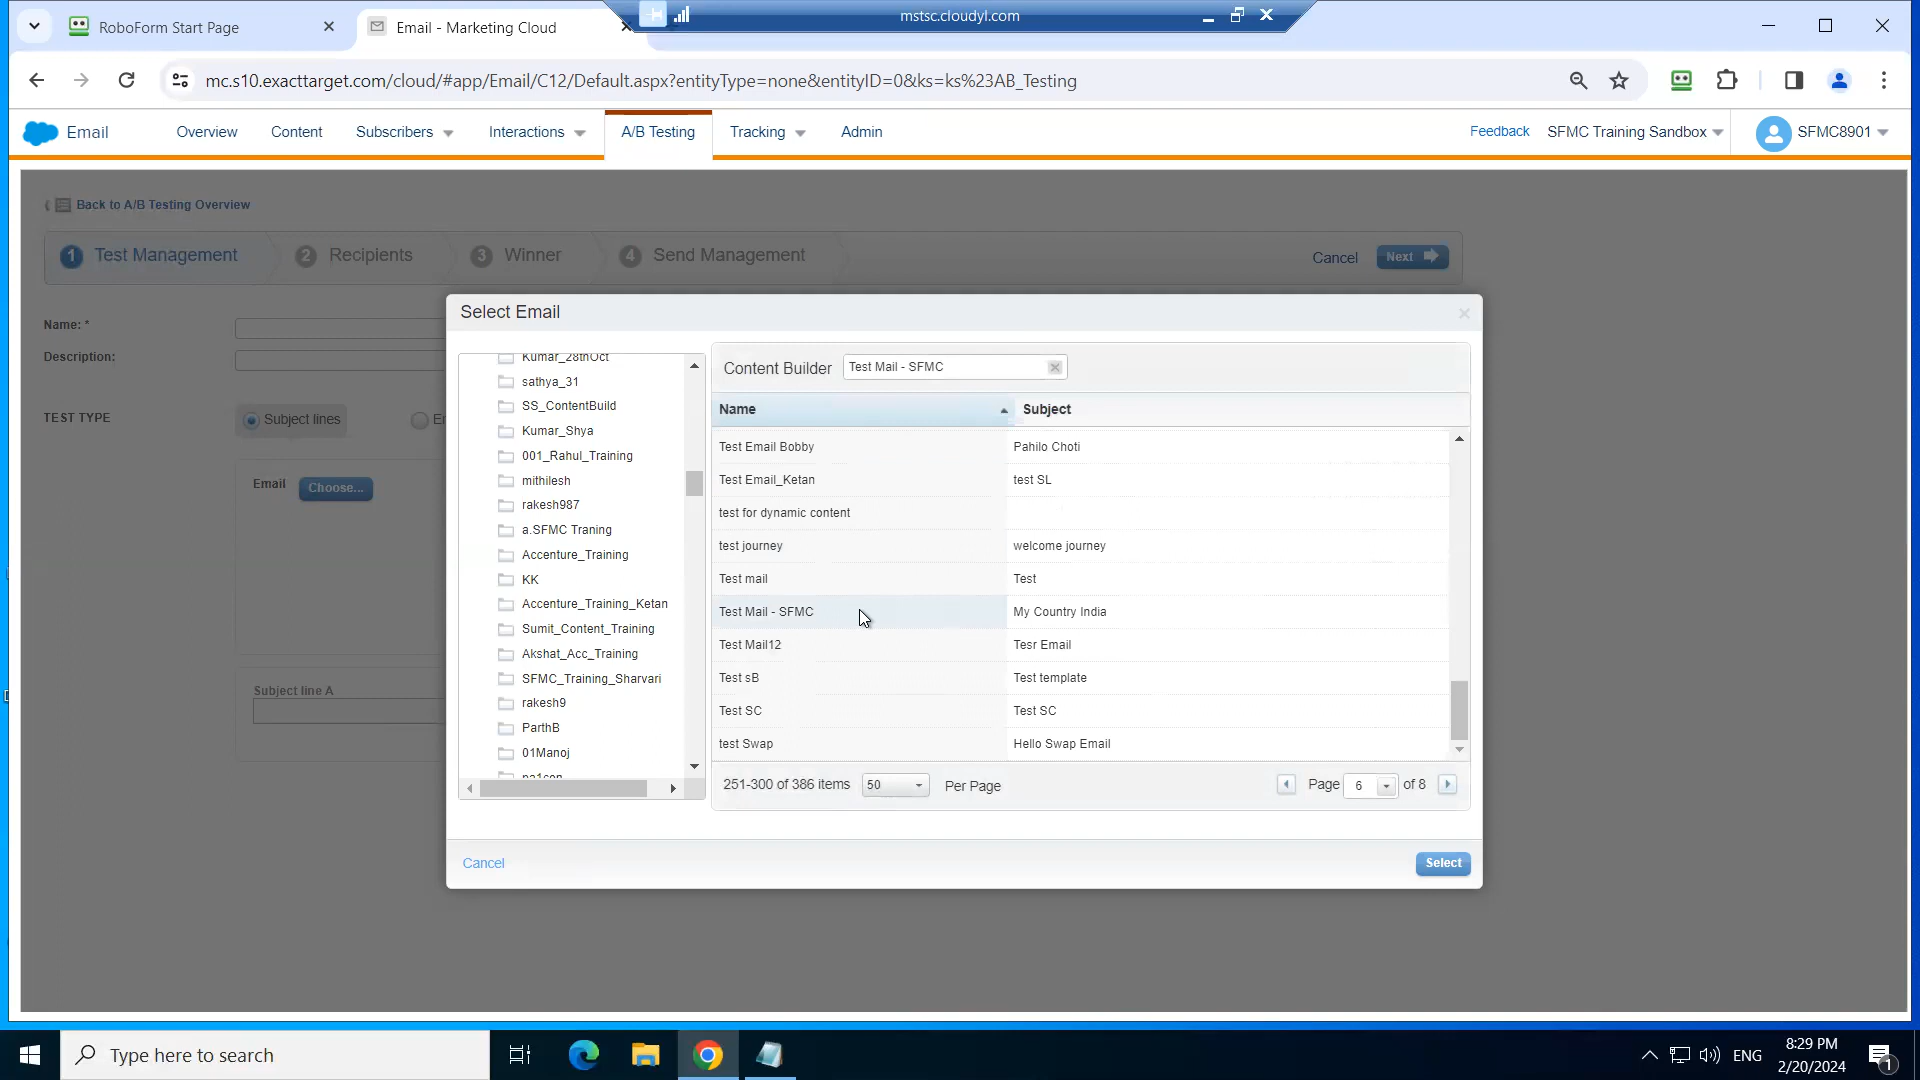 RoboForm Start Page
Email - Marketing Cloud
mstsc.cloudyl.com
mc.s10.exacttarget.com/cloud/#app/Email/C12/Default.aspx?entityType=none&entityID=0&ks=ks%23AB_Testing
Email
Overview
Content
Subscribers
Interactions
A/B Testing
Tracking
Admin
Feedback
SFMC Training Sandbox
SFMC8901
Back to A/B Testing Overview
1 Test Management
2 Recipients
3 Winner
4 Send Management
Cancel
Next
Name: *
Description:
TEST TYPE
Subject lines
Email
Choose...
Subject line A
Select Email
Kumar_28thOct
sathya_31
SS_ContentBuild
Kumar_Shya
001_Rahul_Training
mithilesh
rakesh987
a.SFMC Traning
Accenture_Training
KK
Accenture_Training_Ketan
Sumit_Content_Training
Akshat_Acc_Training
SFMC_Training_Sharvari
rakesh9
ParthB
01Manoj
Content Builder
Test Mail - SFMC
Name Subject
Test Email Bobby Pahilo Choti
Test Email_Ketan test SL
test for dynamic content
test journey welcome journey
Test mail Test
Test Mail - SFMC My Country India
Test Mail12 Tesr Email
Test sB Test template
Test SC Test SC
test Swap Hello Swap Email
251-300 of 386 items 50 Per Page Page 6 of 8
Cancel
Select
Type here to search
ENG
8:29 PM
2/20/2024
1